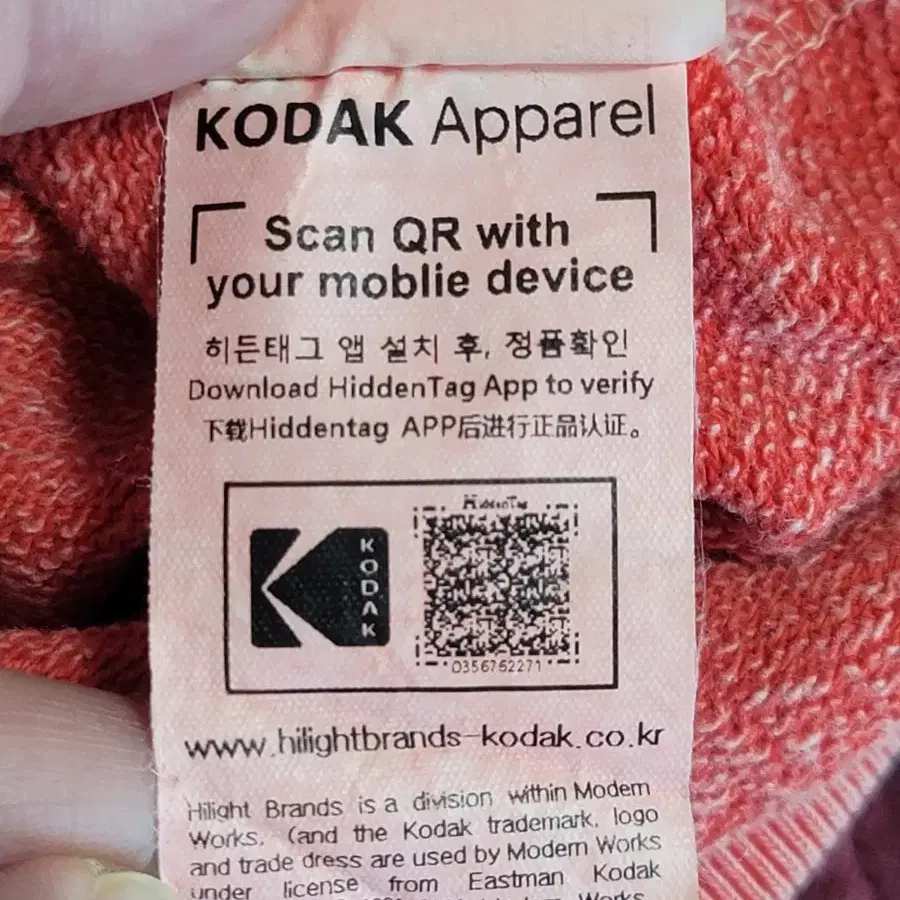 KODAK Apparel
Scan QR with
your moblie device
히든태그 앱 설치 후, 정품확인
Download HiddenTag App to verify
下载Hiddentag APP后进行正品认证。
KODAK
HiddenTag
0356762271
www.hilightbrands-kodak.co.kr
Hilight Brands is a division within Modern
Works, (and the Kodak trademark, logo
and trade dress are used by Modern Works
under license from Eastman Kodak
Works